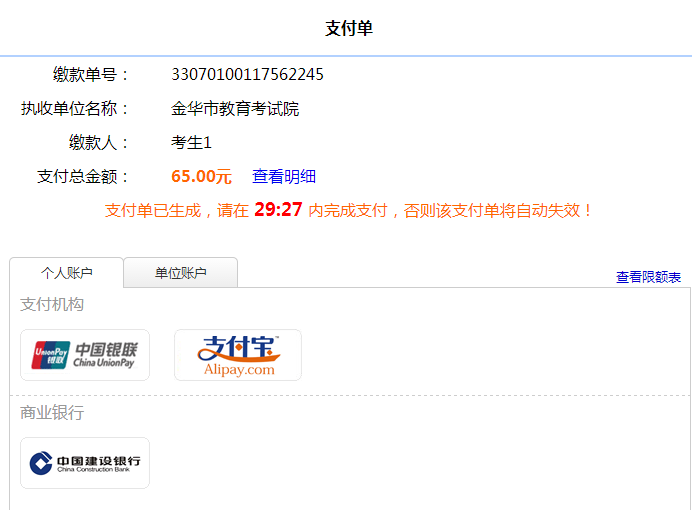 支付单
缴款单号： 33070100117562245
执收单位名称： 金华市教育考试院
缴款人： 考生1
支付总金额： 65.00元 查看明细
支付单已生成，请在 29:27 内完成支付，否则该支付单将自动失效！
个人账户 单位账户 查看限额表
支付机构
UnionPay 银联 中国银联 China UnionPay 支付宝™ Alipay.com
商业银行
中国建设银行 China Construction Bank